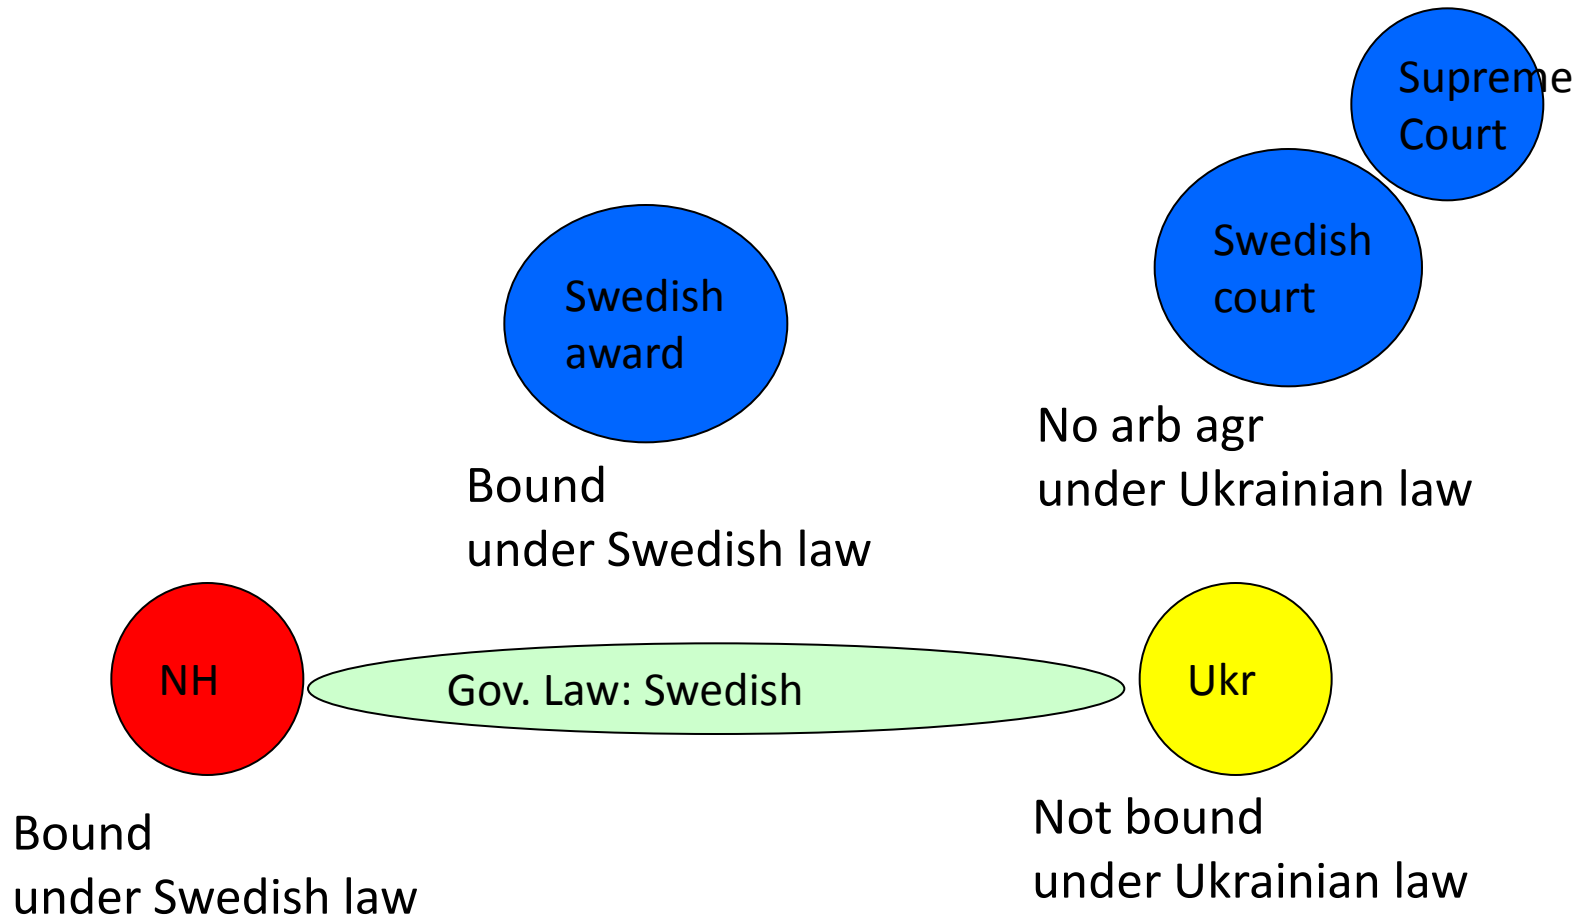 Supreme
Court
Swedish
court
Swedish
award
No arb agr
under Ukrainian law
Bound
under Swedish law
NH
Gov. Law: Swedish
Ukr
Bound
under Swedish law
Not bound
under Ukrainian law